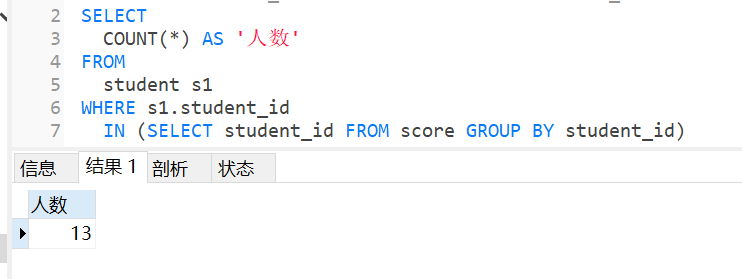 2 SELECT
3 COUNT(*) AS '人数'
4 FROM
5 student s1
6 WHERE s1.student_id
7 IN (SELECT student_id FROM score GROUP BY student_id)
信息 结果 1 剖析 状态
人数
13